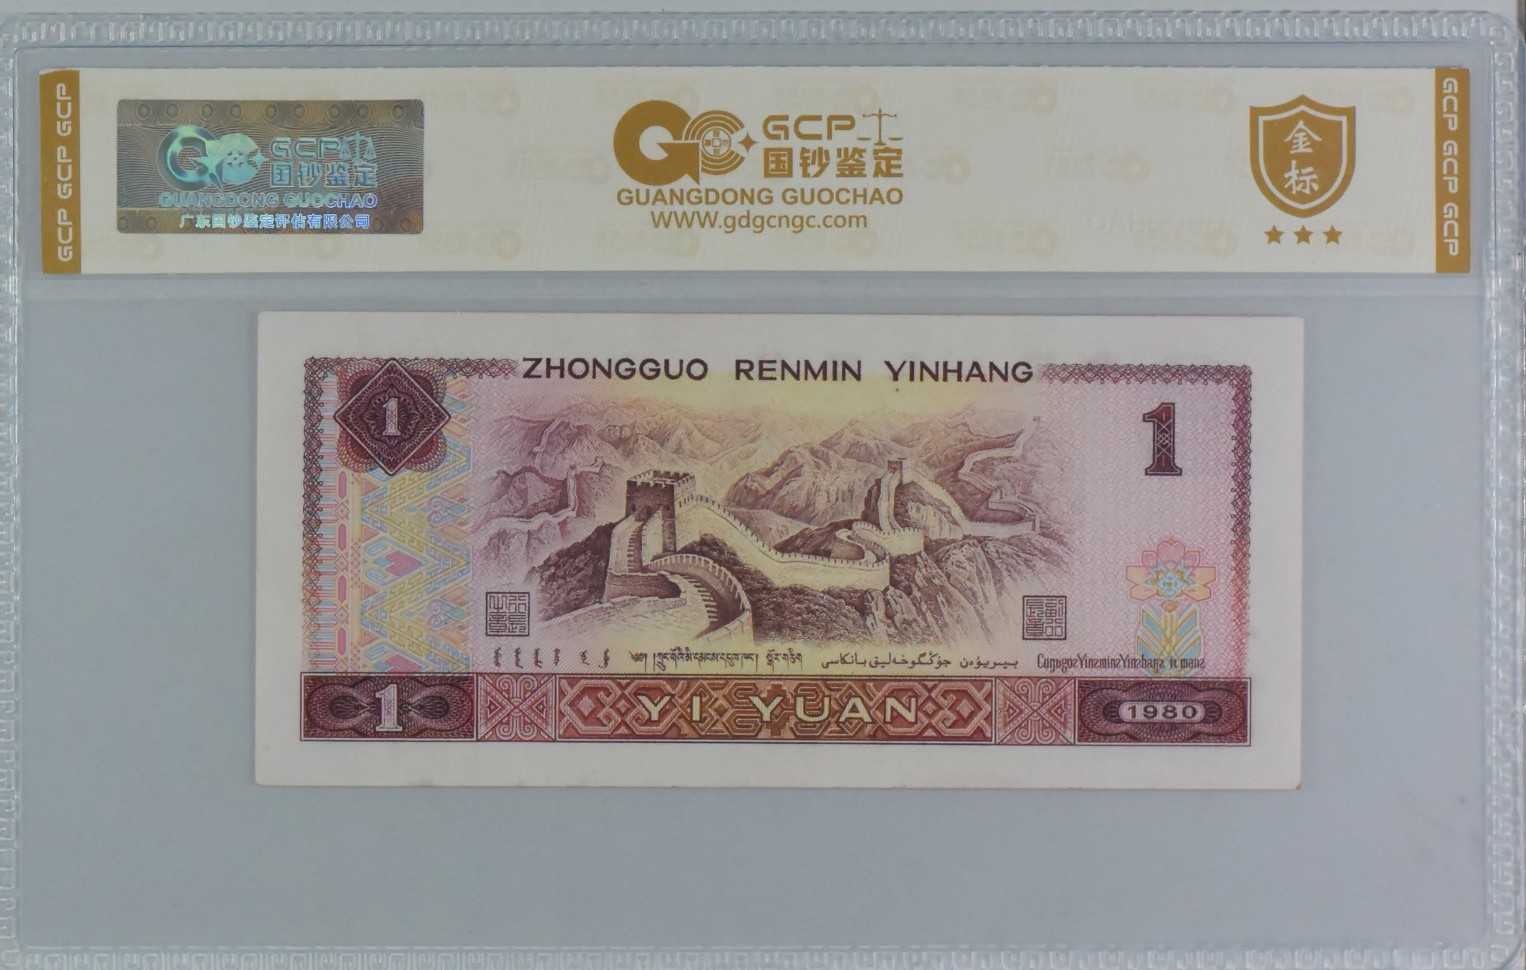 GCP GCP GCP
GCP
国钞鉴定
GUANGDONG GUOCHAO
广东国钞鉴定评估有限公司
GCP
国钞鉴定
GUANGDONG GUOCHAO
WWW.gdgcngc.com
金
标
GCP GCP GCP
ZHONGGUO RENMIN YINHANG
1
1
1
YI YUAN
1980